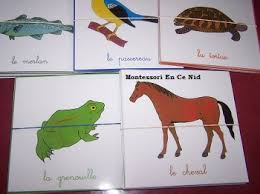 le merlan
le passereau
la tortue
Montessori En Ce Nid
la grenouille
le cheval